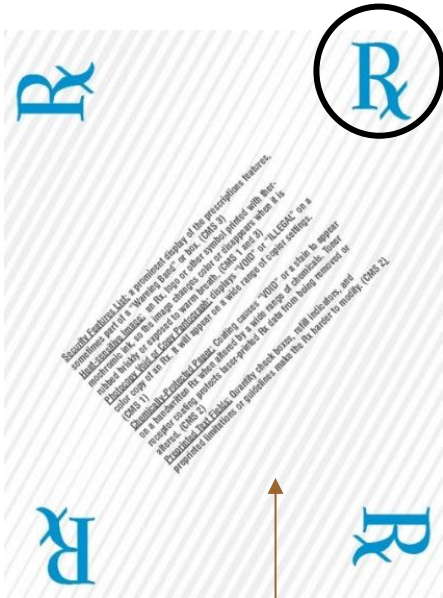 Rx
Rx
Security Features List: a prominent display of the prescriptions features,
sometimes part of a "Warning Band" or box. (CMS 3)
Heat-sensitive Image: an Rx, logo or other symbol printed with ther-
mochromic ink, so the image changes color or disappears when it is
rubbed briskly or exposed to warm breath. (CMS 1 and 3)
Photocopy Void or Copy Pantograph: displays "VOID" or "ILLEGAL" on a
color copy of an Rx. It will appear on a wide range of copier settings.
(CMS 1)
Chemically-Protected Paper: Coating causes "VOID" or a stain to appear
on a handwritten Rx when altered by a wide range of chemicals. Toner
receptor coating protects laser-printed Rx data from being removed or
altered. (CMS 2)
Preprinted Text Fields: Quantity check boxes, refill indicators, and
preprinted limitations or guidelines, make the Rx harder to modify. (CMS 2).
Rx
Rx